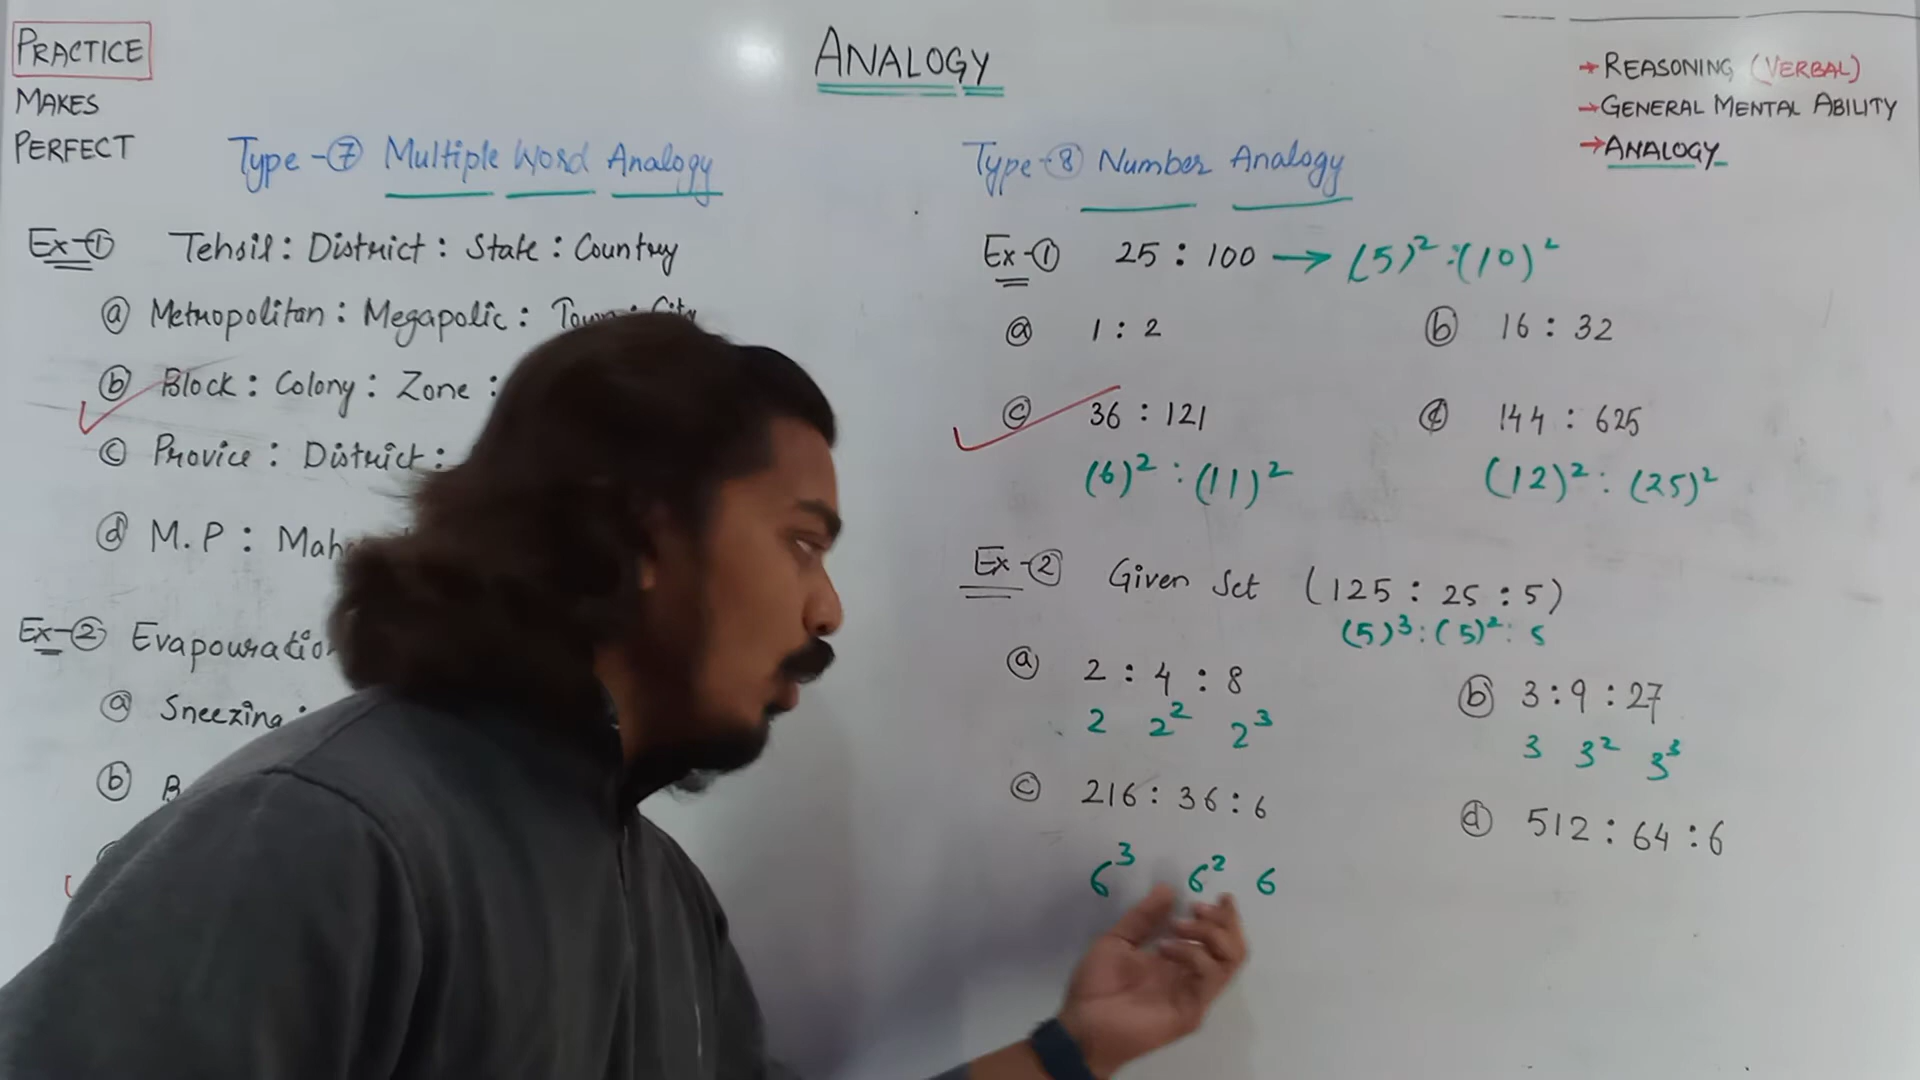 PRACTICE
MAKES
PERFECT
ANALOGY
→ REASONING (VERBAL)
→ GENERAL MENTAL ABILITY
→ ANALOGY
Type-⑦ Multiple Word Analogy
Ex-① Tehsil : District : State : Country
ⓐ Metropolitan : Megapolic : Town : City
ⓑ Block : Colony : Zone :
ⓒ Provice : District :
ⓓ M.P :
Ex-② Evapouration
ⓐ Sneezing :
ⓑ
Type-⑧ Number Analogy
Ex-① 25 : 100 → (5)² : (10)²
ⓐ 1 : 2 ⓑ 16 : 32
ⓒ 36 : 121 ⓓ 144 : 625
(6)² : (11)² (12)² : (25)²
Ex-② Given Set (125 : 25 : 5)
(5)³ : (5)² : 5
ⓐ 2 : 4 : 8 ⓑ 3 : 9 : 27
2 2² 2³ 3 3² 3³
ⓒ 216 : 36 : 6 ⓓ 512 : 64 : 6
6³ 6² 6